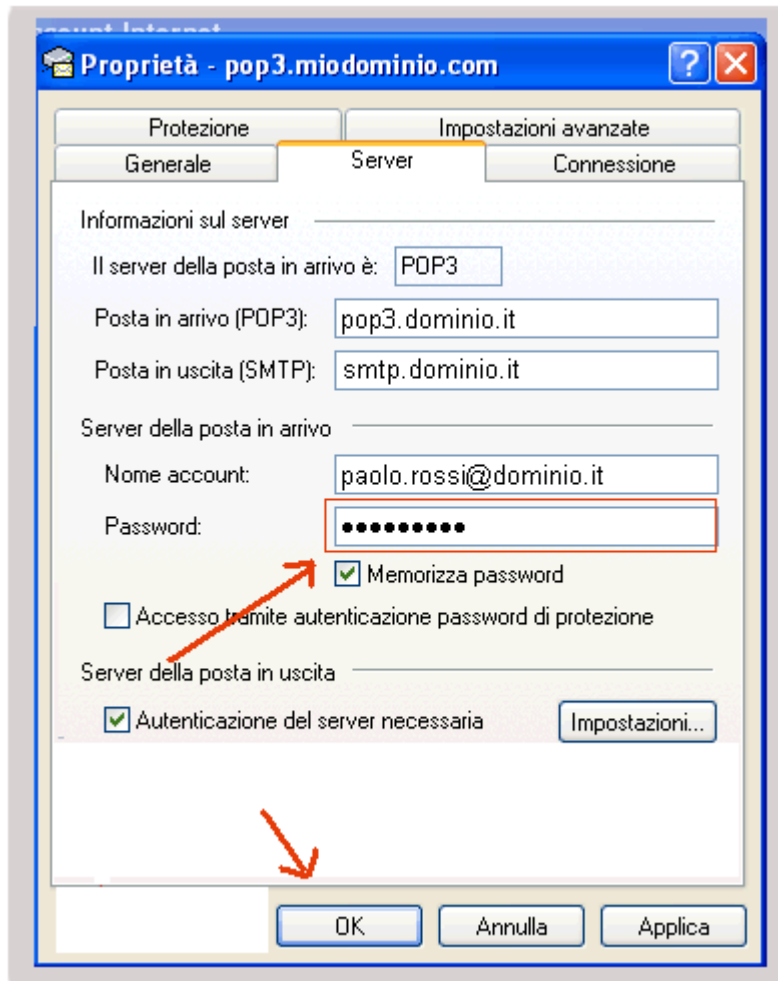 account Internet
Proprietà - pop3.miodominio.com
Protezione Impostazioni avanzate
Generale Server Connessione
Informazioni sul server
Il server della posta in arrivo è: POP3
Posta in arrivo (POP3): pop3.dominio.it
Posta in uscita (SMTP): smtp.dominio.it
Server della posta in arrivo
Nome account: paolo.rossi@dominio.it
Password: ●●●●●●●●●
Memorizza password
Accesso tramite autenticazione password di protezione
Server della posta in uscita
Autenticazione del server necessaria Impostazioni...
OK Annulla Applica